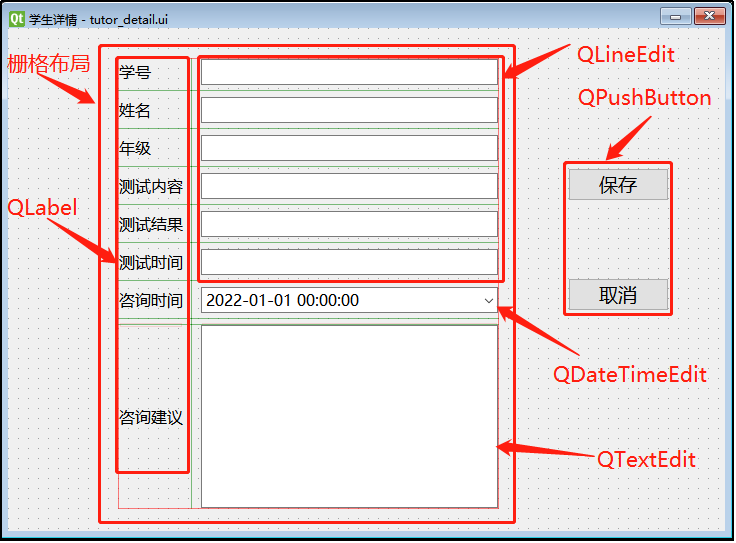 Qt 学生详情 - tutor_detail.ui
栅格布局
学号
QLineEdit
姓名
QPushButton
年级
测试内容
保存
QLabel
测试结果
测试时间
咨询时间
2022-01-01 00:00:00
取消
QDateTimeEdit
咨询建议
QTextEdit